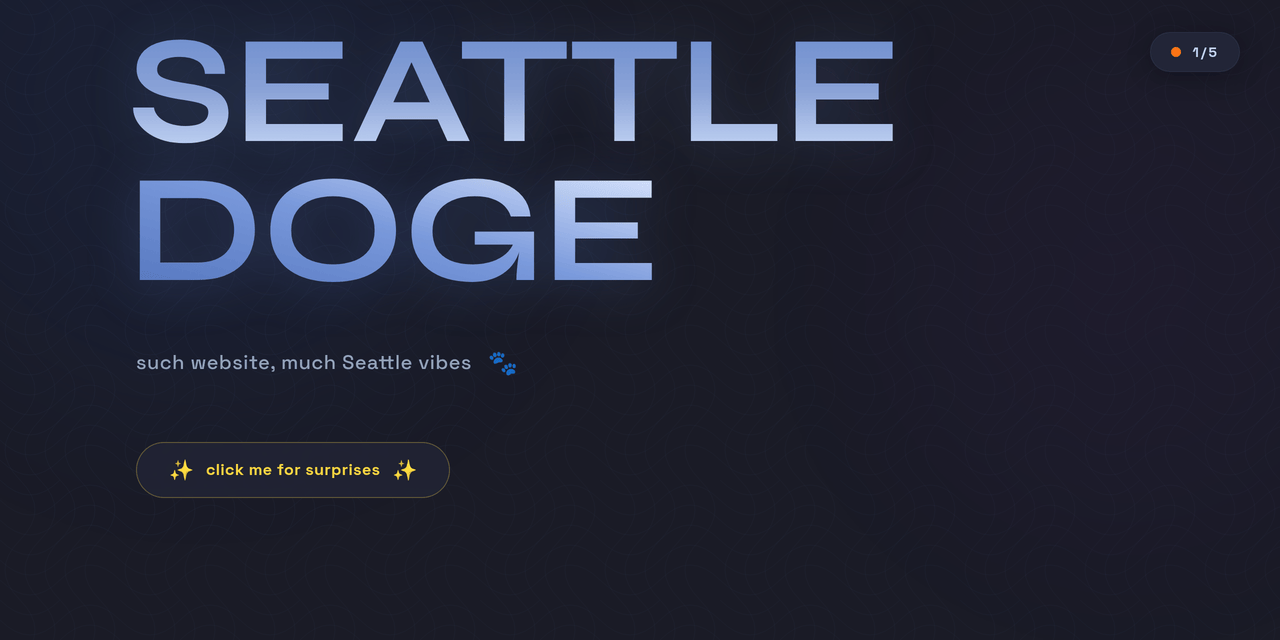 SEATTLE
1/5
DOGE
such website, much Seattle vibes
click me for surprises